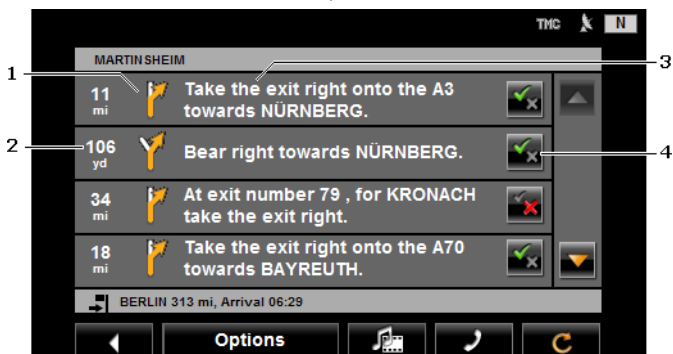 TMC N
MARTINSHEIM
1
3
11
mi
Take the exit right onto the A3
towards NÜRNBERG.
2
106
yd
Bear right towards NÜRNBERG.
4
34
mi
At exit number 79 , for KRONACH
take the exit right.
18
mi
Take the exit right onto the A70
towards BAYREUTH.
BERLIN 313 mi, Arrival 06:29
Options
C